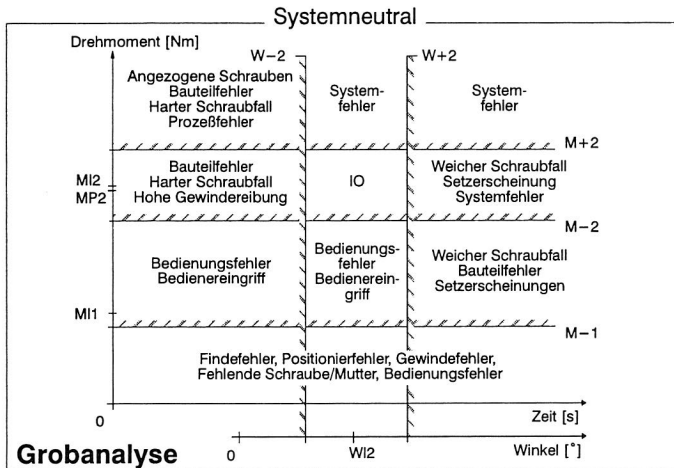 Systemneutral
Drehmoment [Nm]
W−2
W+2
Angezogene Schrauben
Bauteilfehler
Harter Schraubfall
Prozeßfehler
System-
fehler
System-
fehler
M+2
MI2
MP2
Bauteilfehler
Harter Schraubfall
Hohe Gewindereibung
IO
Weicher Schraubfall
Setzerscheinung
Systemfehler
M−2
Bedienungsfehler
Bedienereingriff
Bedienungs-
fehler
Bedienerein-
griff
Weicher Schraubfall
Bauteilfehler
Setzerscheinungen
MI1
M−1
Findefehler, Positionierfehler, Gewindefehler,
Fehlende Schraube/Mutter, Bedienungsfehler
0
Zeit [s]
Grobanalyse
0
WI2
Winkel [°]